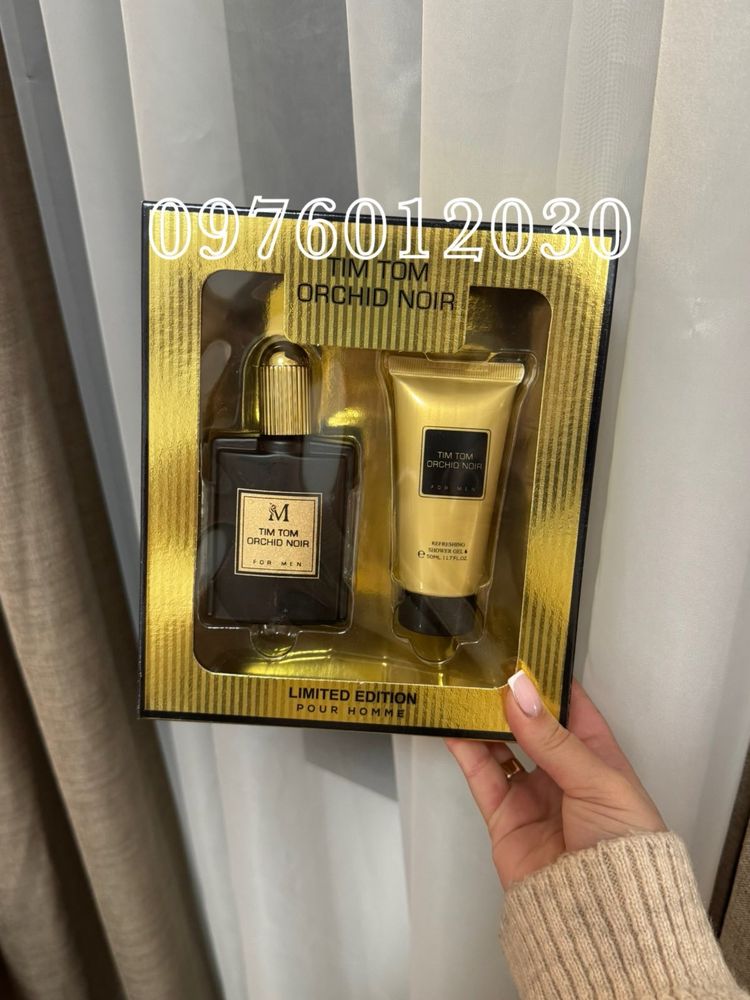 0976012030
TIM TOM
ORCHID NOIR
M
TIM TOM
ORCHID NOIR
FOR MEN
TIM TOM
ORCHID NOIR
FOR MEN
REFRESHING
SHOWER GEL
e 50ML | 1.7FL.OZ.
LIMITED EDITION
POUR HOMME